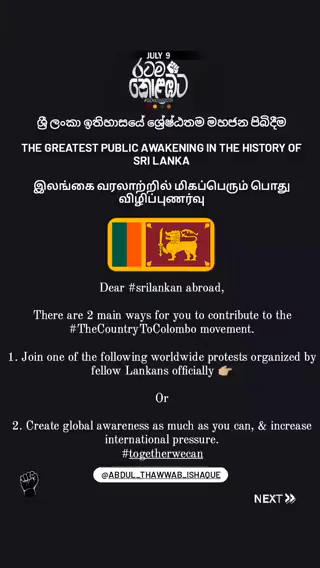 JULY 9
රටම
කොළඹට
ශ්‍රී ලංකා ඉතිහාසයේ ශ්‍රේෂ්ඨතම මහජන පිබිදීම
THE GREATEST PUBLIC AWAKENING IN THE HISTORY OF
SRI LANKA
இலங்கை வரலாற்றில் மிகப்பெரும் பொது
விழிப்புணர்வு
Dear #srilankan abroad,
There are 2 main ways for you to contribute to the
#TheCountryToColombo movement.
1. Join one of the following worldwide protests organized by
fellow Lankans officially 👉🏼
Or
2. Create global awareness as much as you can, & increase
international pressure.
#togetherwecan
@ABDUL_THAWWAB_ISHAQUE
NEXT